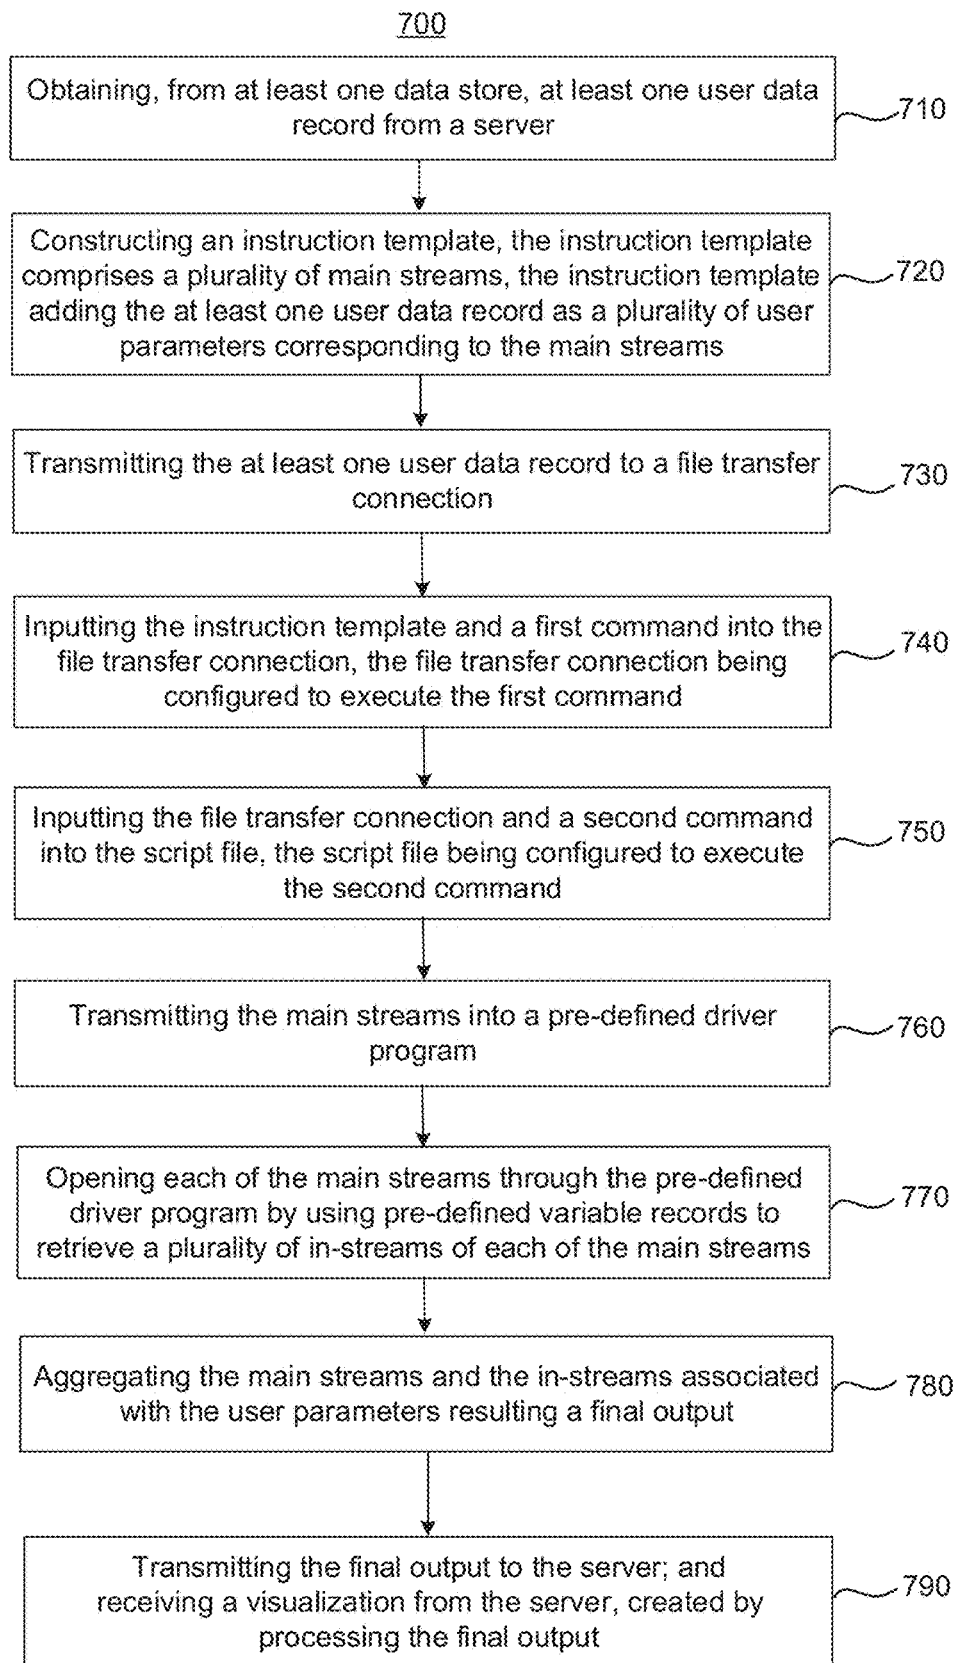 700
Obtaining, from at least one data store, at least one user data
record from a server
710
Constructing an instruction template, the instruction template
comprises a plurality of main streams, the instruction template
adding the at least one user data record as a plurality of user
parameters corresponding to the main streams
720
Transmitting the at least one user data record to a file transfer
connection
730
Inputting the instruction template and a first command into the
file transfer connection, the file transfer connection being
configured to execute the first command
740
Inputting the file transfer connection and a second command
into the script file, the script file being configured to execute
the second command
750
Transmitting the main streams into a pre-defined driver
program
760
Opening each of the main streams through the pre-defined
driver program by using pre-defined variable records to
retrieve a plurality of in-streams of each of the main streams
770
Aggregating the main streams and the in-streams associated
with the user parameters resulting a final output
780
Transmitting the final output to the server; and
receiving a visualization from the server, created by
processing the final output
790